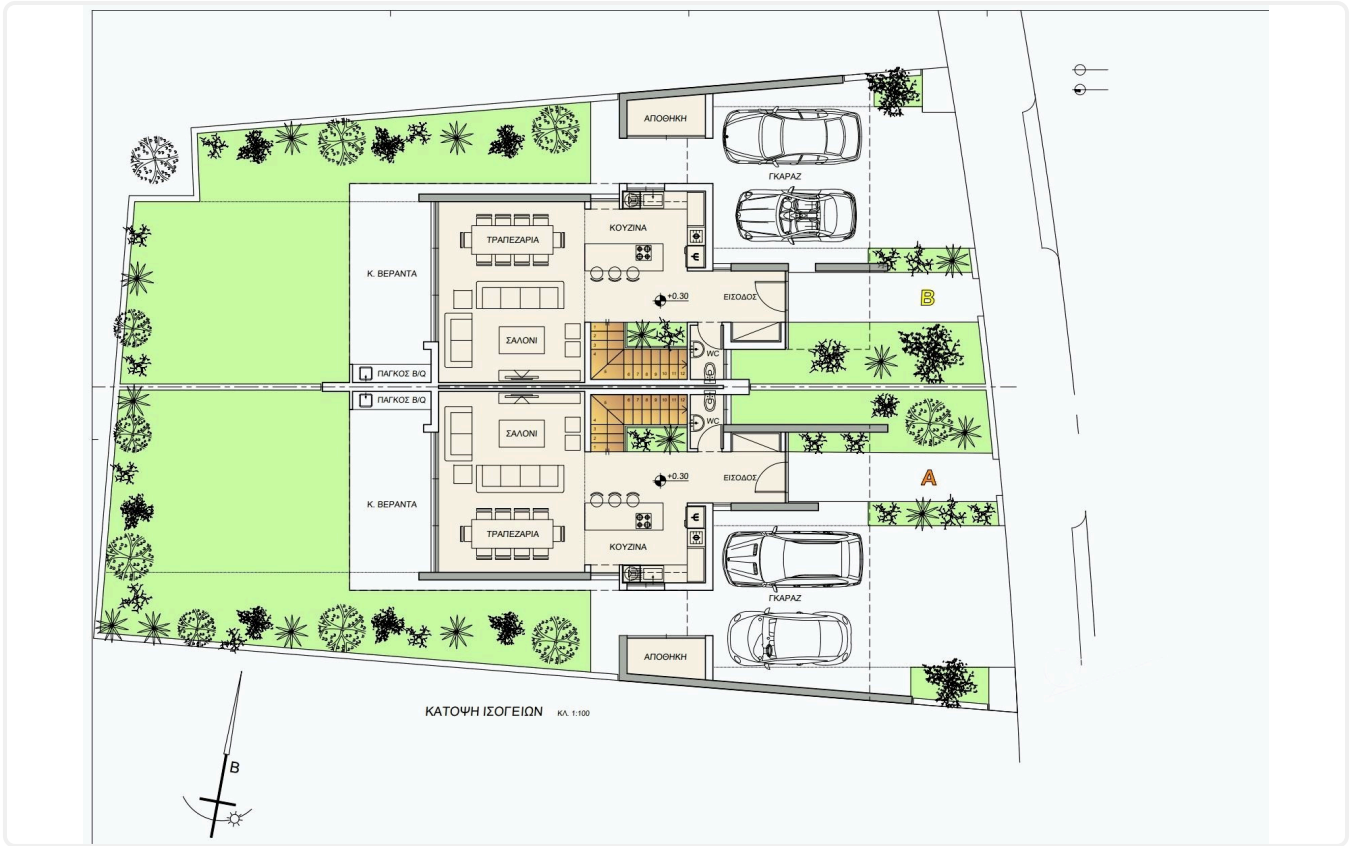 ΑΠΟΘΗΚΗ
ΓΚΑΡΑΖ
ΚΟΥΖΙΝΑ
ΤΡΑΠΕΖΑΡΙΑ
Κ. ΒΕΡΑΝΤΑ
+0.30
ΕΙΣΟΔΟΣ
B
ΣΑΛΟΝΙ
WC
ΠΑΓΚΟΣ B/Q
ΠΑΓΚΟΣ B/Q
WC
ΣΑΛΟΝΙ
+0.30
ΕΙΣΟΔΟΣ
A
Κ. ΒΕΡΑΝΤΑ
ΤΡΑΠΕΖΑΡΙΑ
ΚΟΥΖΙΝΑ
ΓΚΑΡΑΖ
ΑΠΟΘΗΚΗ
ΚΑΤΟΨΗ ΙΣΟΓΕΙΩΝ ΚΛ. 1:100
Β